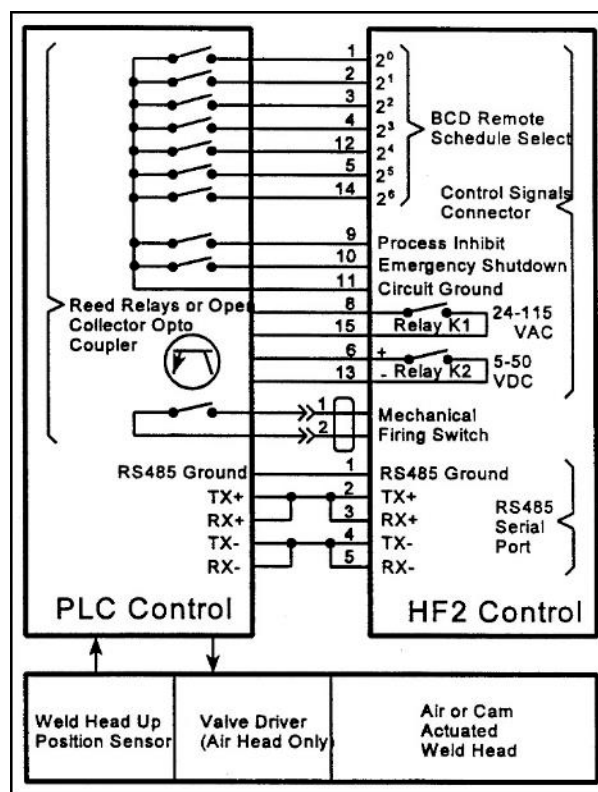 1 2⁰
2 2¹
3 2²
4 2³
12 2⁴
5 2⁵
14 2⁶
BCD Remote
Schedule Select
Control Signals
Connector
9 Process Inhibit
10 Emergency Shutdown
11 Circuit Ground
Reed Relays or Open
Collector Opto
Coupler
8 Relay K1 24-115
15 VAC
6 + Relay K2 5-50
13 - VDC
1 Mechanical
2 Firing Switch
RS485 Ground 1 RS485 Ground
TX+ 2 TX+
RX+ 3 RX+
TX- 4 TX-
RX- 5 RX-
RS485
Serial
Port
PLC Control
HF2 Control
Weld Head Up
Position Sensor
Valve Driver
(Air Head Only)
Air or Cam
Actuated
Weld Head